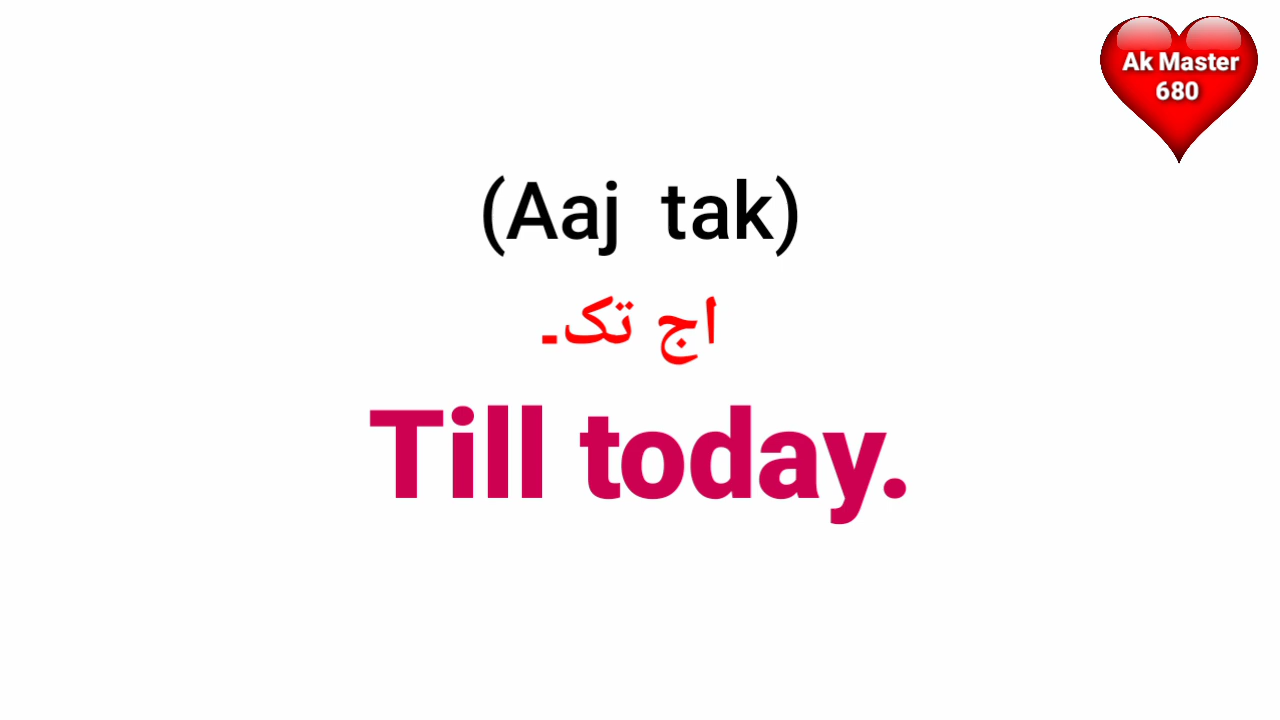 Ak Master
680
(Aaj tak)
اج تک۔
Till today.